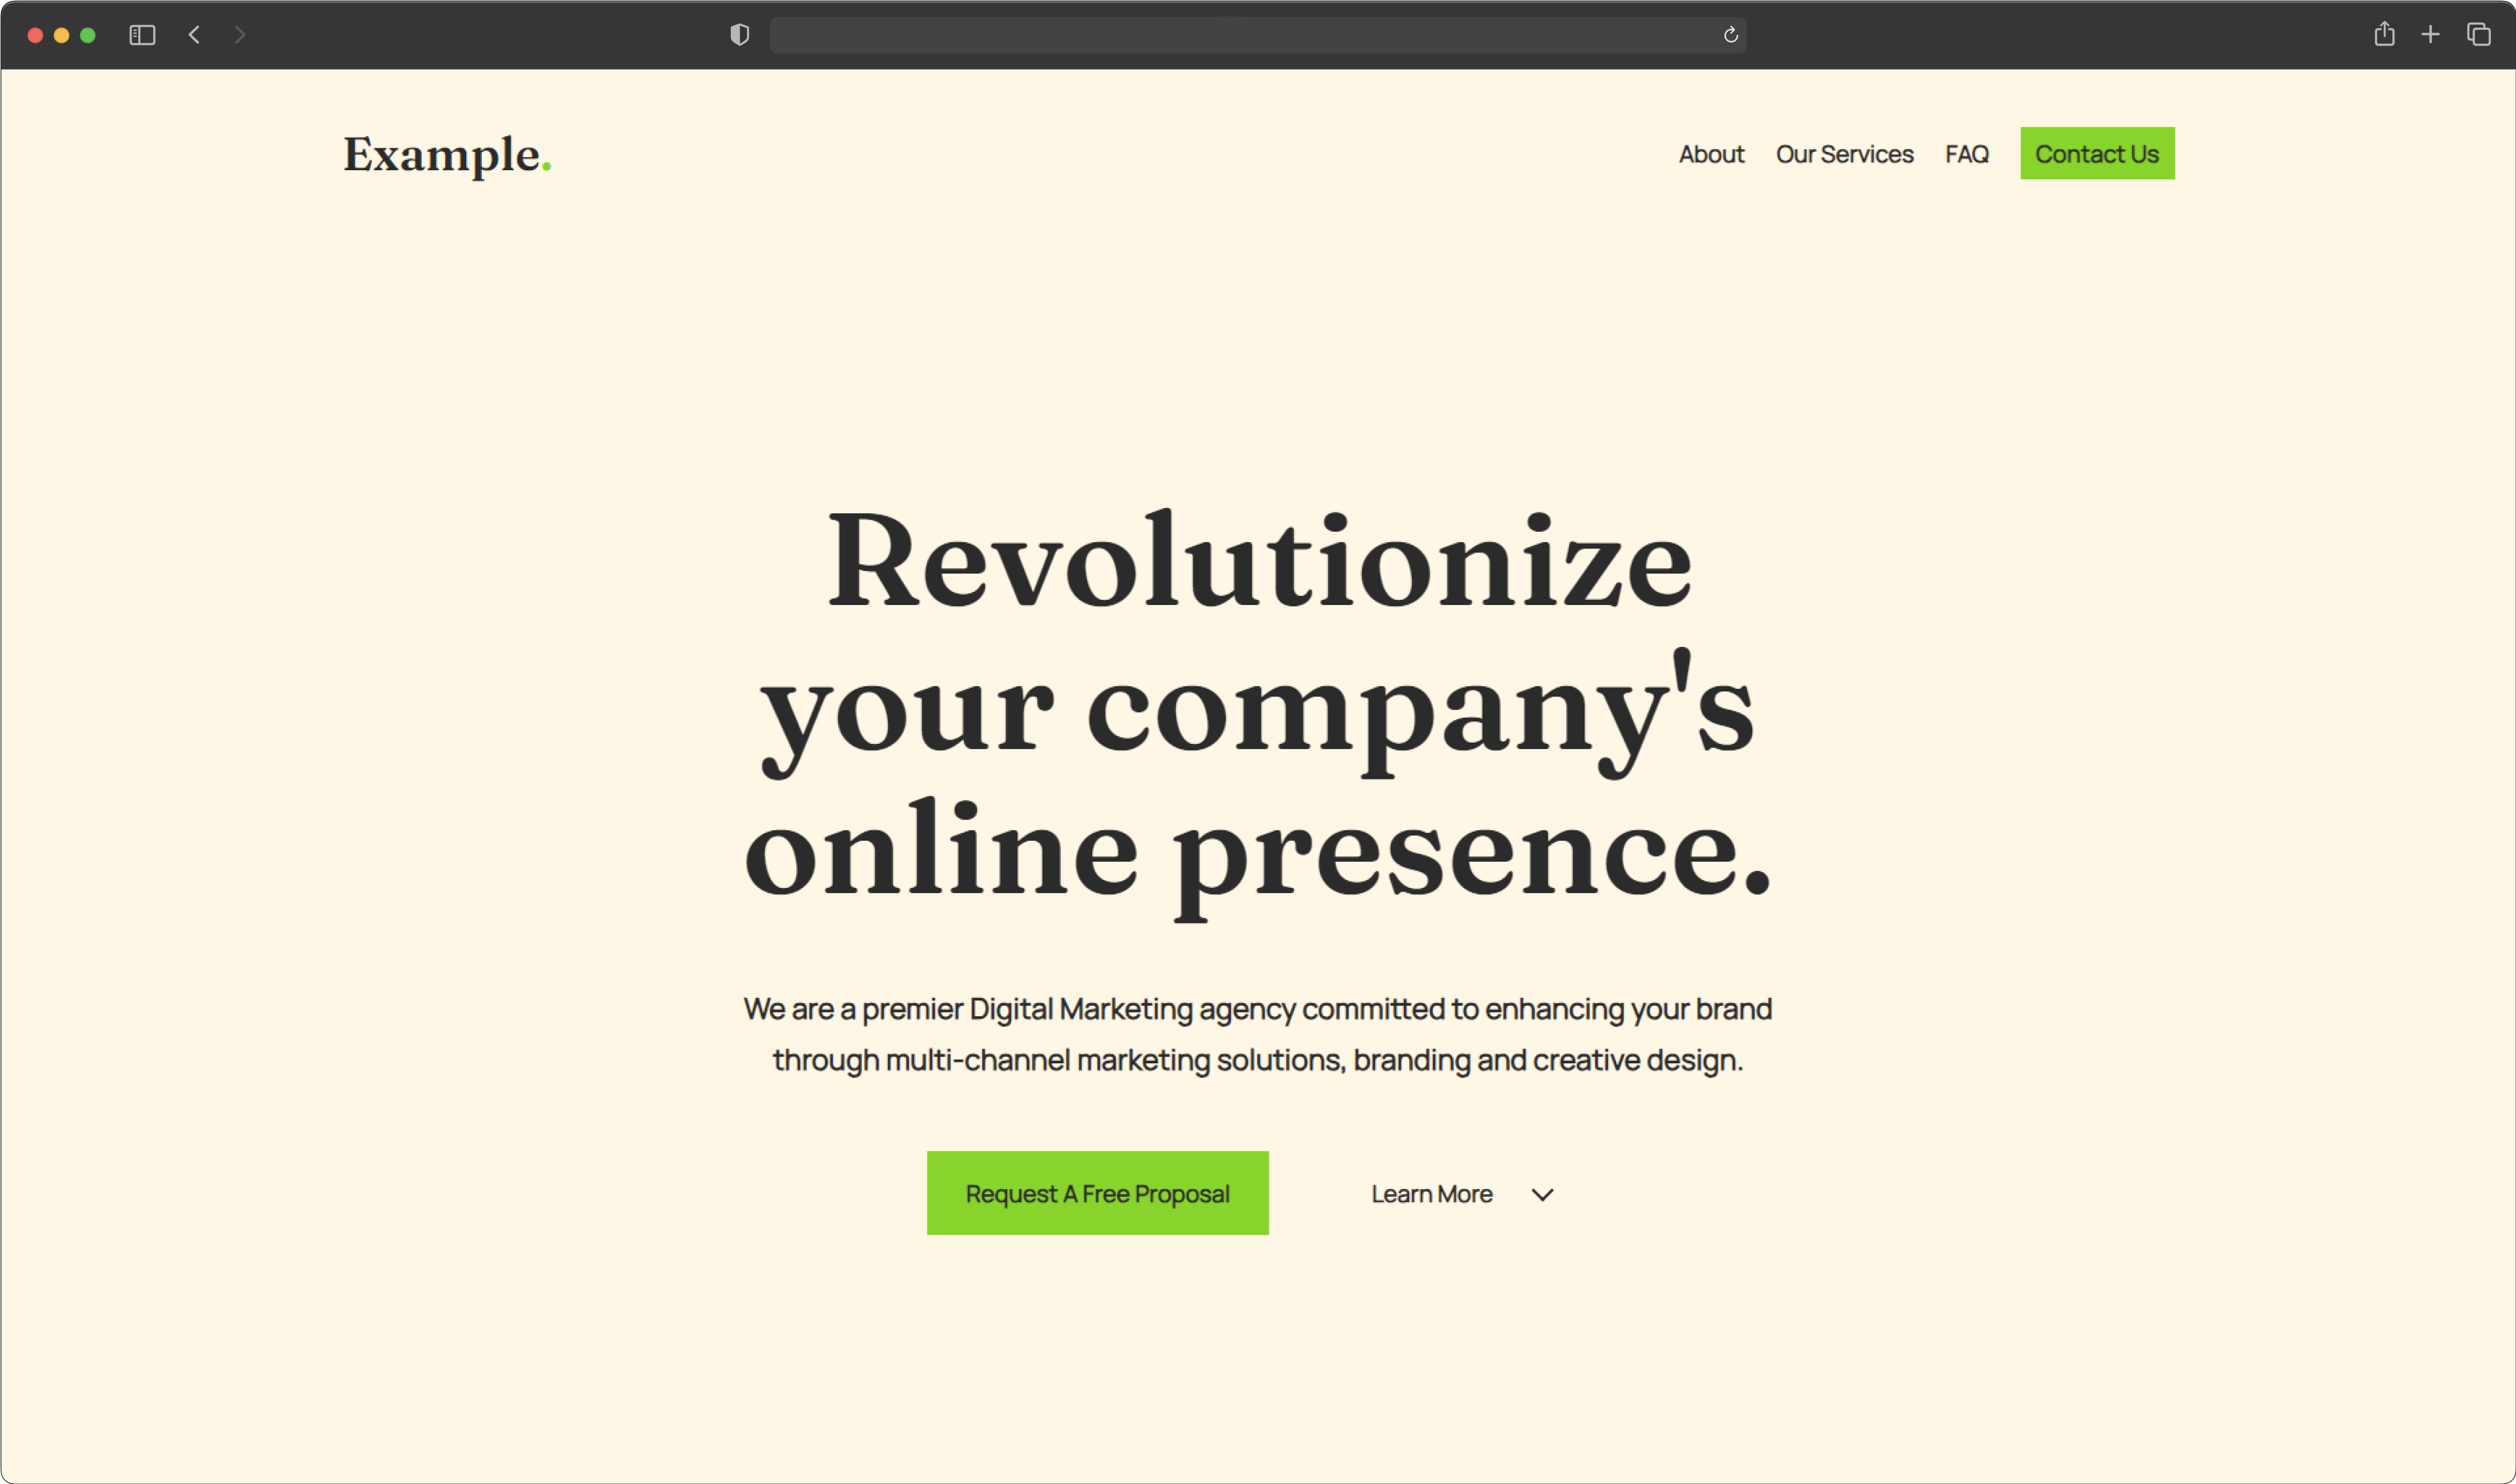 Example.
About
Our Services
FAQ
Contact Us
Revolutionize
your company's
online presence.
We are a premier Digital Marketing agency committed to enhancing your brand
through multi-channel marketing solutions, branding and creative design.
Request A Free Proposal
Learn More